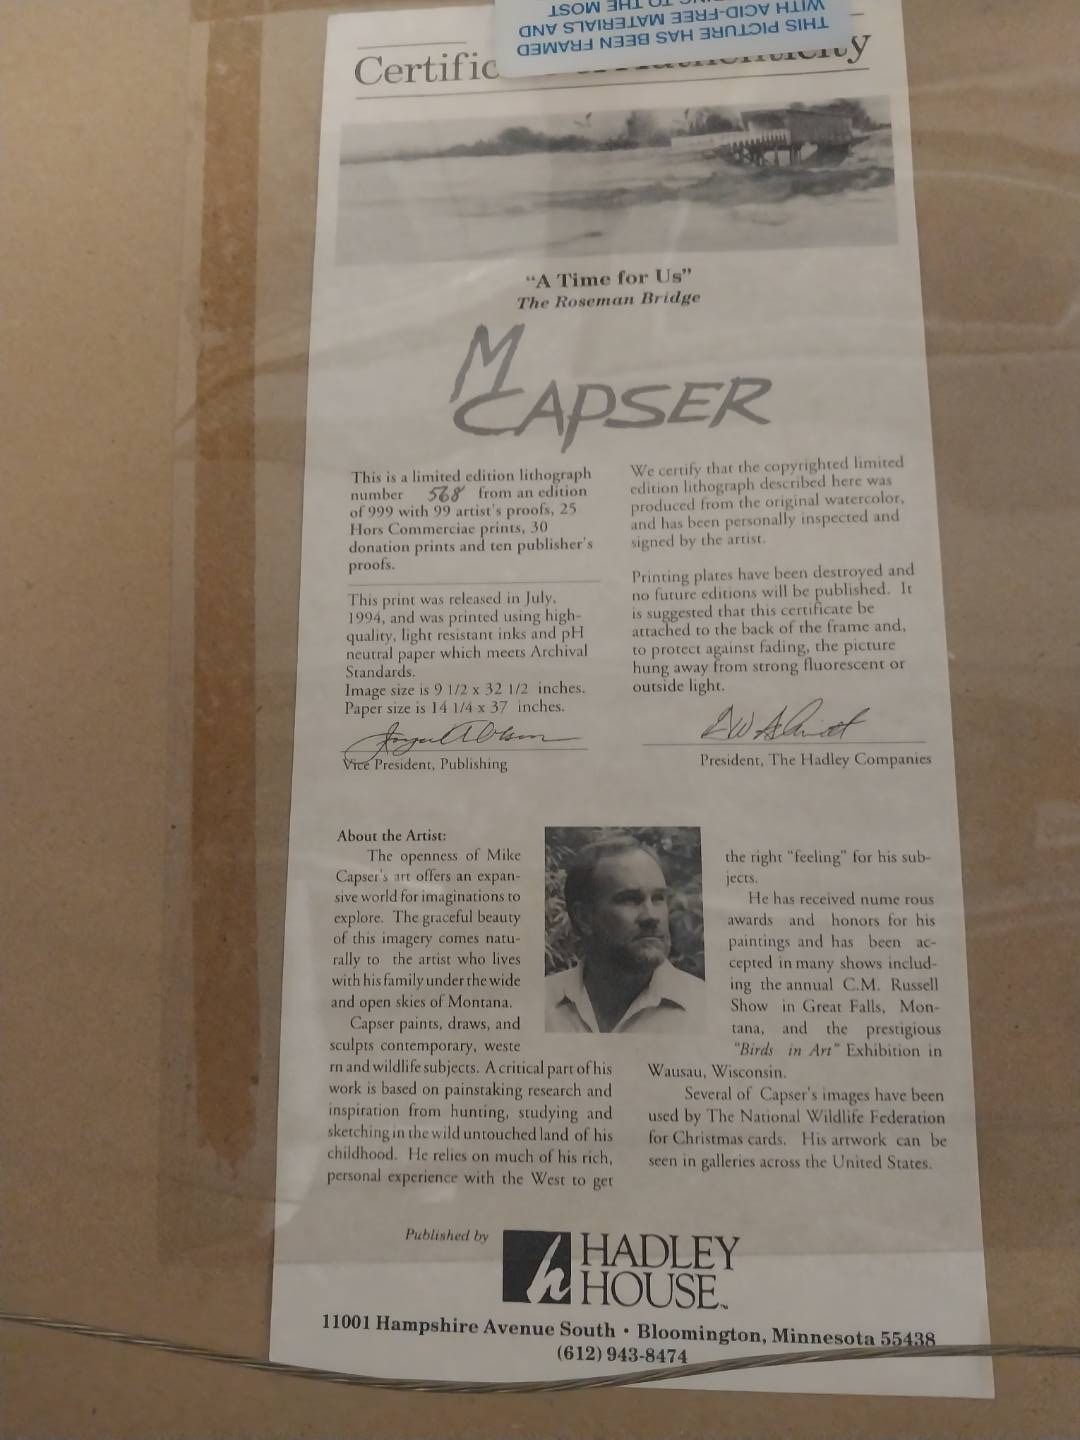 THIS PICTURE HAS BEEN FRAMED
WITH ACID-FREE MATERIALS AND
TO THE MOST
Certific
Authenticity
“A Time for Us”
The Roseman Bridge
M CAPSER
This is a limited edition lithograph
number 568 from an edition
of 999 with 99 artist's proofs, 25
Hors Commerciae prints, 30
donation prints and ten publisher's
proofs.
This print was released in July,
1994, and was printed using high-
quality, light resistant inks and pH
neutral paper which meets Archival
Standards.
Image size is 9 1/2 x 32 1/2 inches.
Paper size is 14 1/4 x 37 inches.
Vice President, Publishing
We certify that the copyrighted limited
edition lithograph described here was
produced from the original watercolor,
and has been personally inspected and
signed by the artist.
Printing plates have been destroyed and
no future editions will be published. It
is suggested that this certificate be
attached to the back of the frame and,
to protect against fading, the picture
hung away from strong fluorescent or
outside light.
President, The Hadley Companies
About the Artist:
The openness of Mike
Capser's art offers an expan-
sive world for imaginations to
explore. The graceful beauty
of this imagery comes natu-
rally to the artist who lives
with his family under the wide
and open skies of Montana.
Capser paints, draws, and
sculpts contemporary, weste
rn and wildlife subjects. A critical part of his
work is based on painstaking research and
inspiration from hunting, studying and
sketching in the wild untouched land of his
childhood. He relies on much of his rich,
personal experience with the West to get
the right "feeling" for his sub-
jects.
He has received nume rous
awards and honors for his
paintings and has been ac-
cepted in many shows includ-
ing the annual C.M. Russell
Show in Great Falls, Mon-
tana, and the prestigious
"Birds in Art" Exhibition in
Wausau, Wisconsin.
Several of Capser's images have been
used by The National Wildlife Federation
for Christmas cards. His artwork can be
seen in galleries across the United States.
Published by
h HADLEY
HOUSE™
11001 Hampshire Avenue South • Bloomington, Minnesota 55438
(612) 943-8474